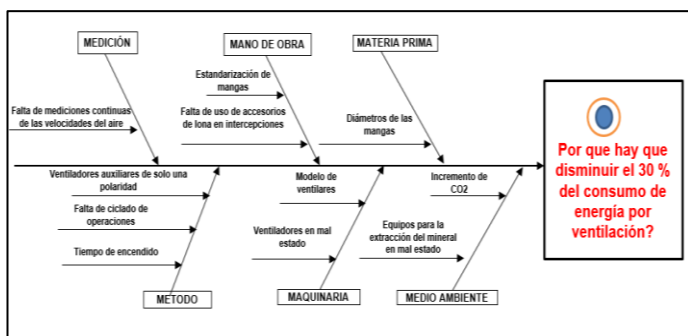 MEDICIÓN
MANO DE OBRA
MATERIA PRIMA
Estandarización de
mangas
Falta de mediciones continuas
de las velocidades del aire
Falta de uso de accesorios
de lona en intercepciones
Diámetros de las
mangas
Por que hay que
disminuir el 30 %
del consumo de
energía por
ventilación?
Ventiladores auxiliares de solo una
polaridad
Falta de ciclado de
operaciones
Tiempo de encendido
Modelo de
ventilares
Ventiladores en mal
estado
Incremento de
CO2
Equipos para la
extracción del mineral
en mal estado
METODO
MAQUINARIA
MEDIO AMBIENTE